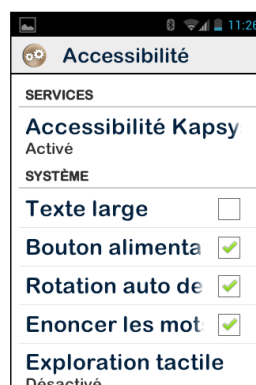 11:26
Accessibilité
SERVICES
Accessibilité Kapsy
Activé
SYSTÈME
Texte large
Bouton alimenta
Rotation auto de
Enoncer les mot
Exploration tactile
Désactivé